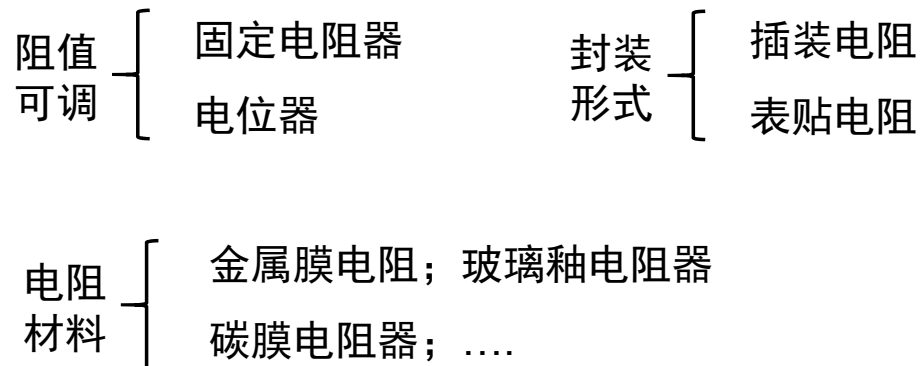 阻值
可调
固定电阻器
电位器
封装
形式
插装电阻
表贴电阻
电阻
材料
金属膜电阻；玻璃釉电阻器
碳膜电阻器；....